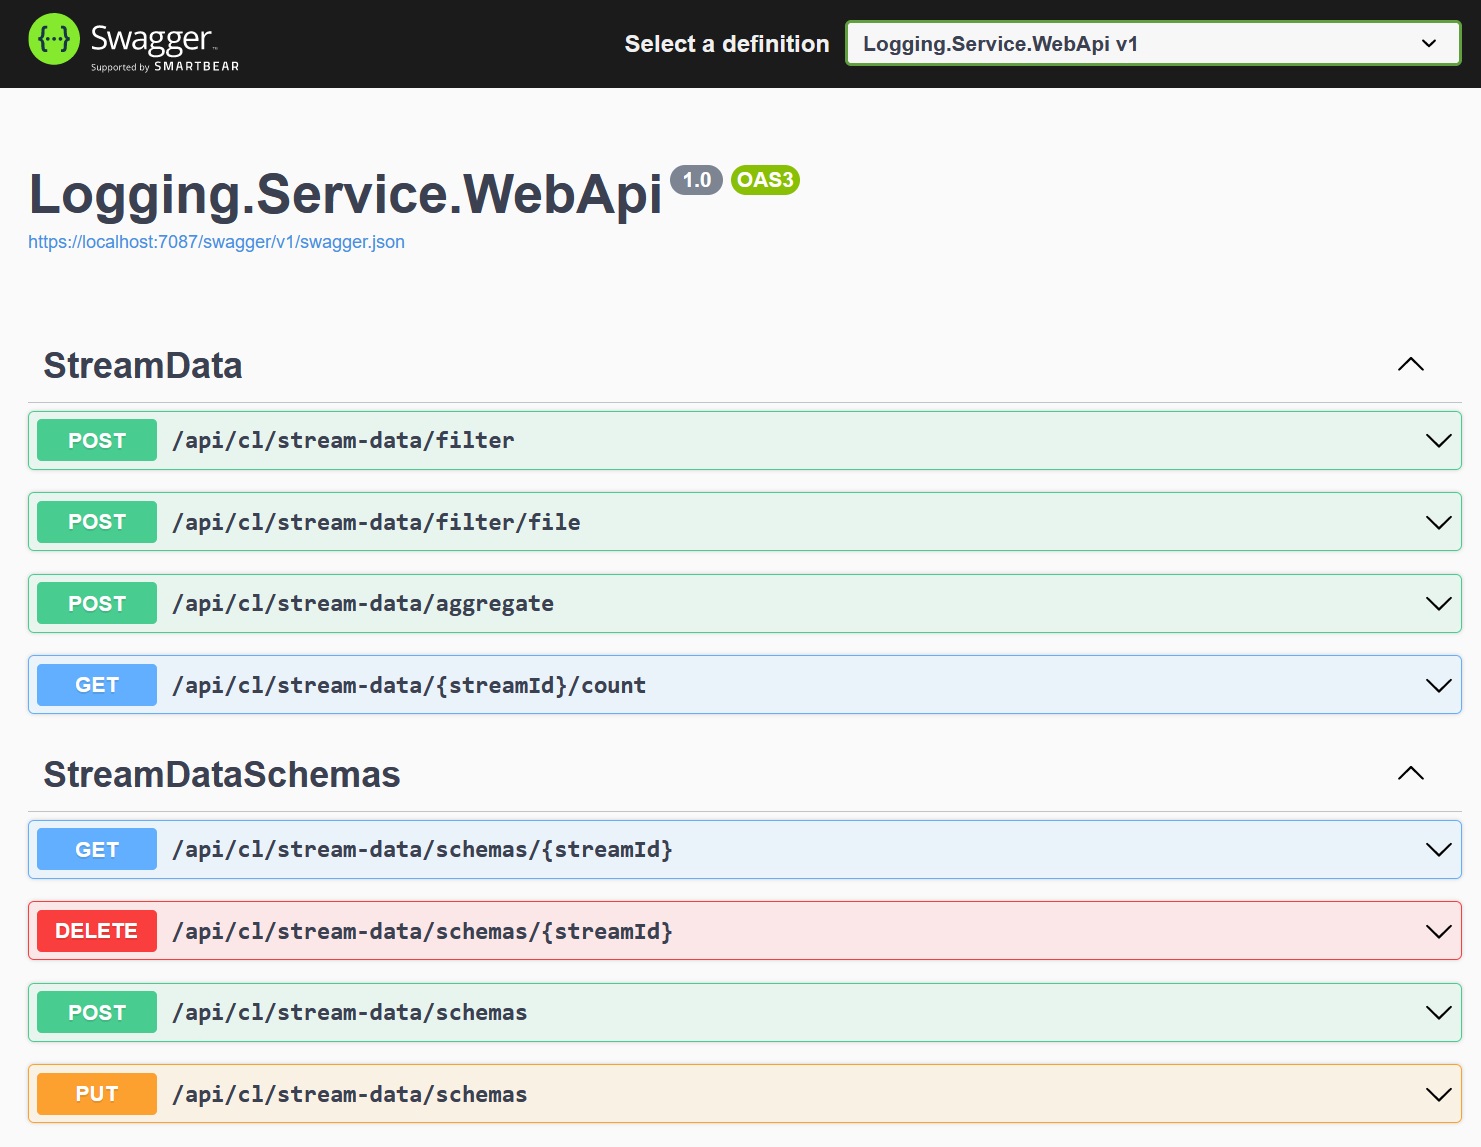 {···} Swagger™
Supported by SMARTBEAR
Select a definition
Logging.Service.WebApi v1
Logging.Service.WebApi 1.0 OAS3
https://localhost:7087/swagger/v1/swagger.json
StreamData
POST /api/cl/stream-data/filter
POST /api/cl/stream-data/filter/file
POST /api/cl/stream-data/aggregate
GET /api/cl/stream-data/{streamId}/count
StreamDataSchemas
GET /api/cl/stream-data/schemas/{streamId}
DELETE /api/cl/stream-data/schemas/{streamId}
POST /api/cl/stream-data/schemas
PUT /api/cl/stream-data/schemas